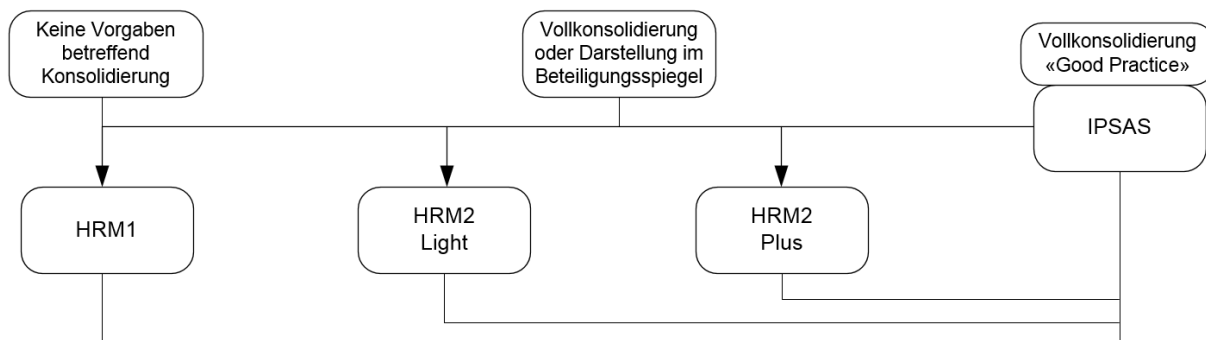 Keine Vorgaben
betreffend
Konsolidierung
Vollkonsolidierung
oder Darstellung im
Beteiligungsspiegel
Vollkonsolidierung
«Good Practice»
IPSAS
HRM1
HRM2
Light
HRM2
Plus